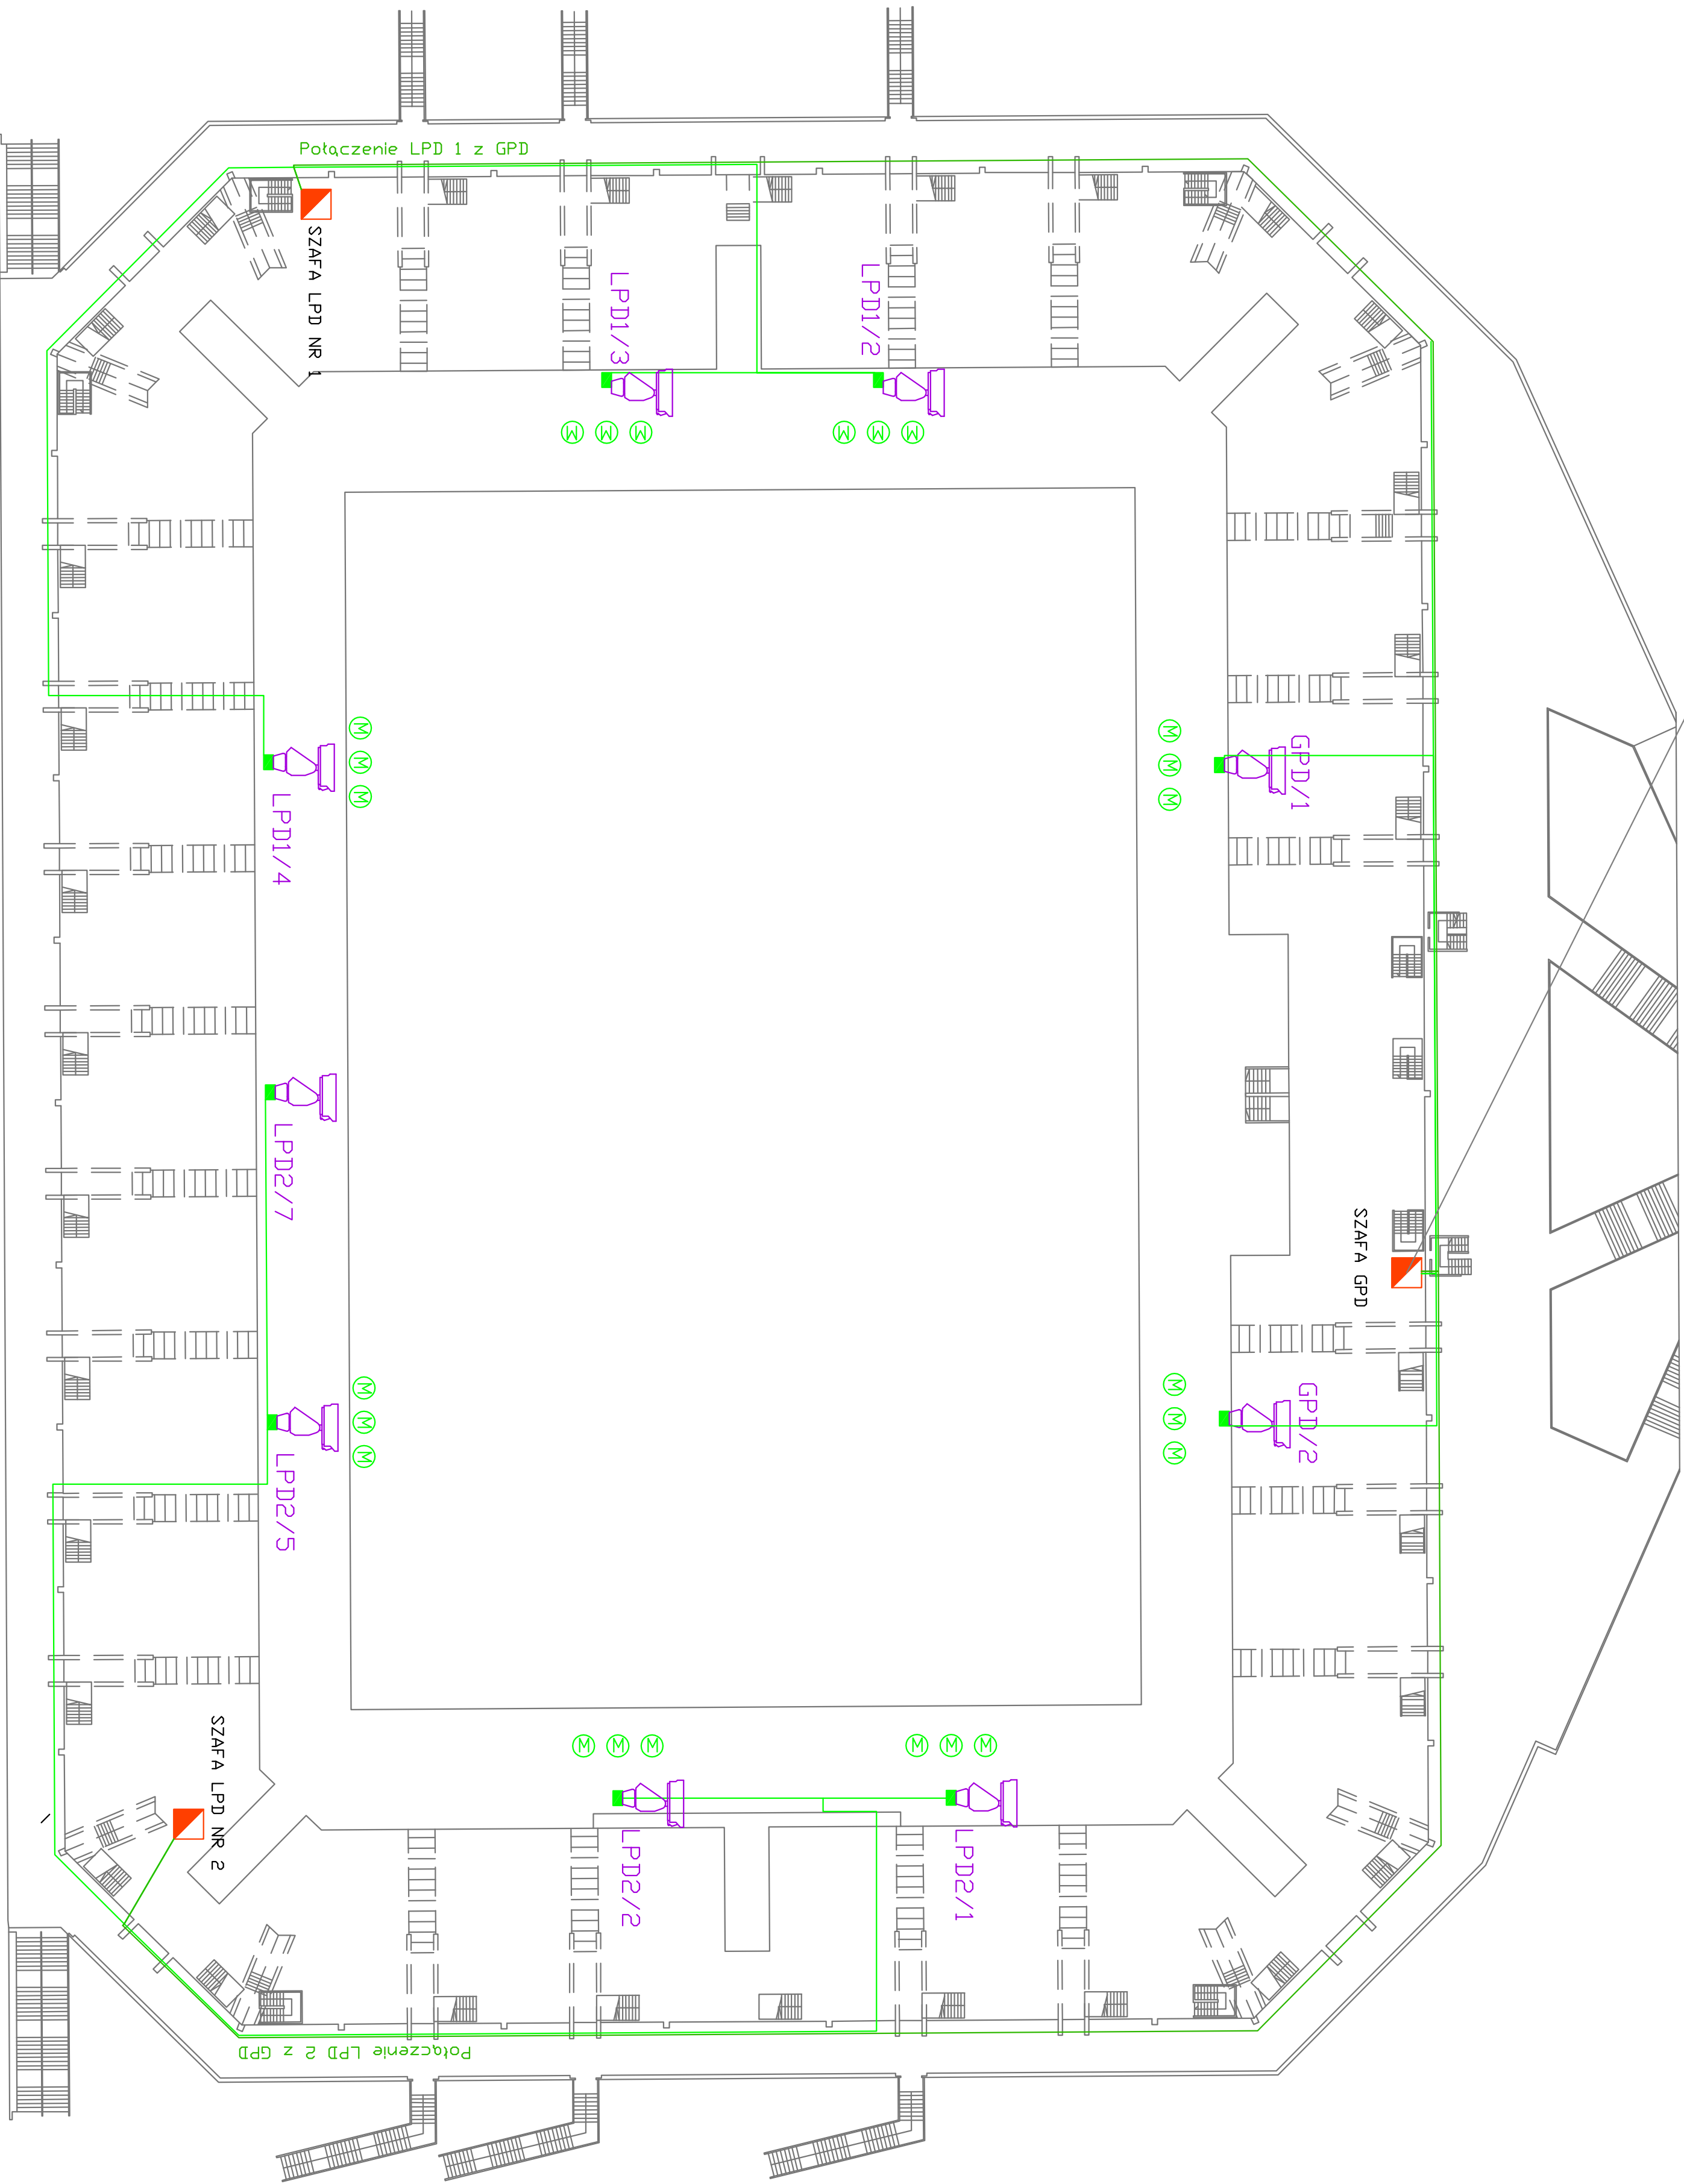 Połączenie LPD 1 z GPD
SZAFA LPD NR 1
LPD1/3
LPD1/2
M M M
M M M
GPD/1
M M M
M M M
LPD1/4
LPD2/7
SZAFA GPD
GPD/2
M M M
M M M
LPD2/5
SZAFA LPD NR 2
M M M
M M M
LPD2/2
LPD2/1
Połączenie LPD 2 z GPD